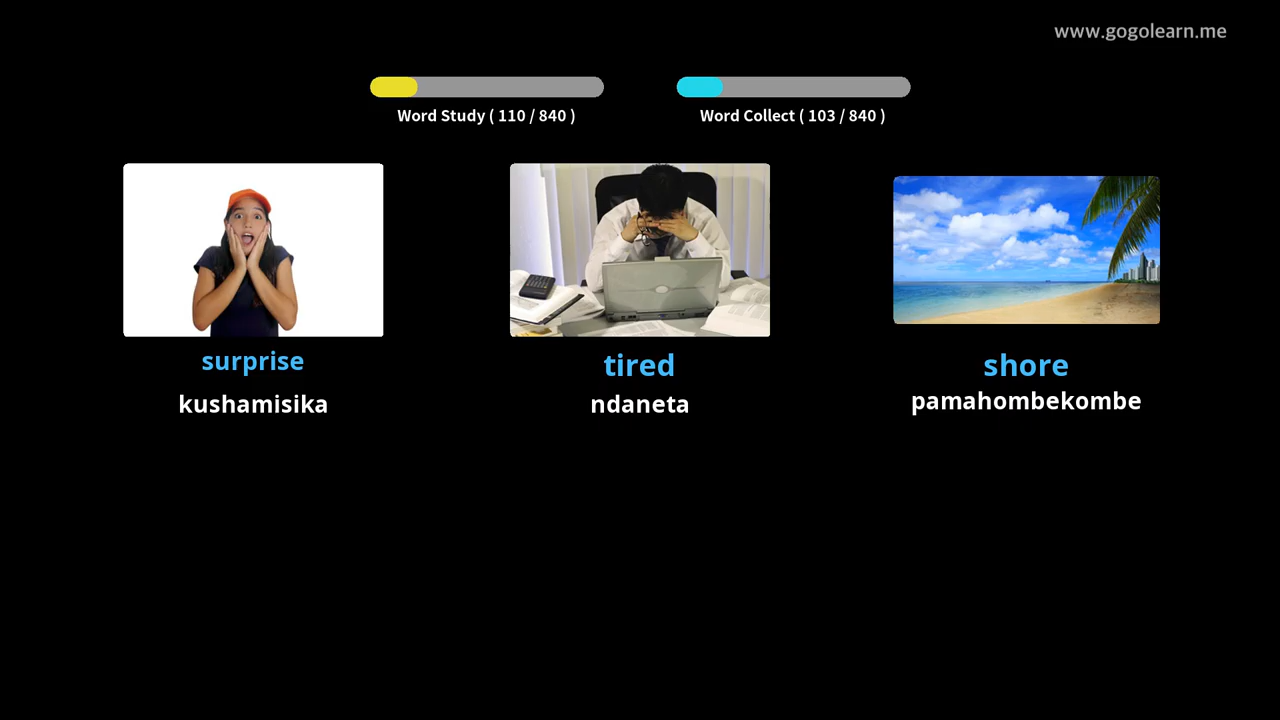 www.gogolearn.me
Word Study ( 110 / 840 )
Word Collect ( 103 / 840 )
surprise
tired
shore
kushamisika
ndaneta
pamahombekombe